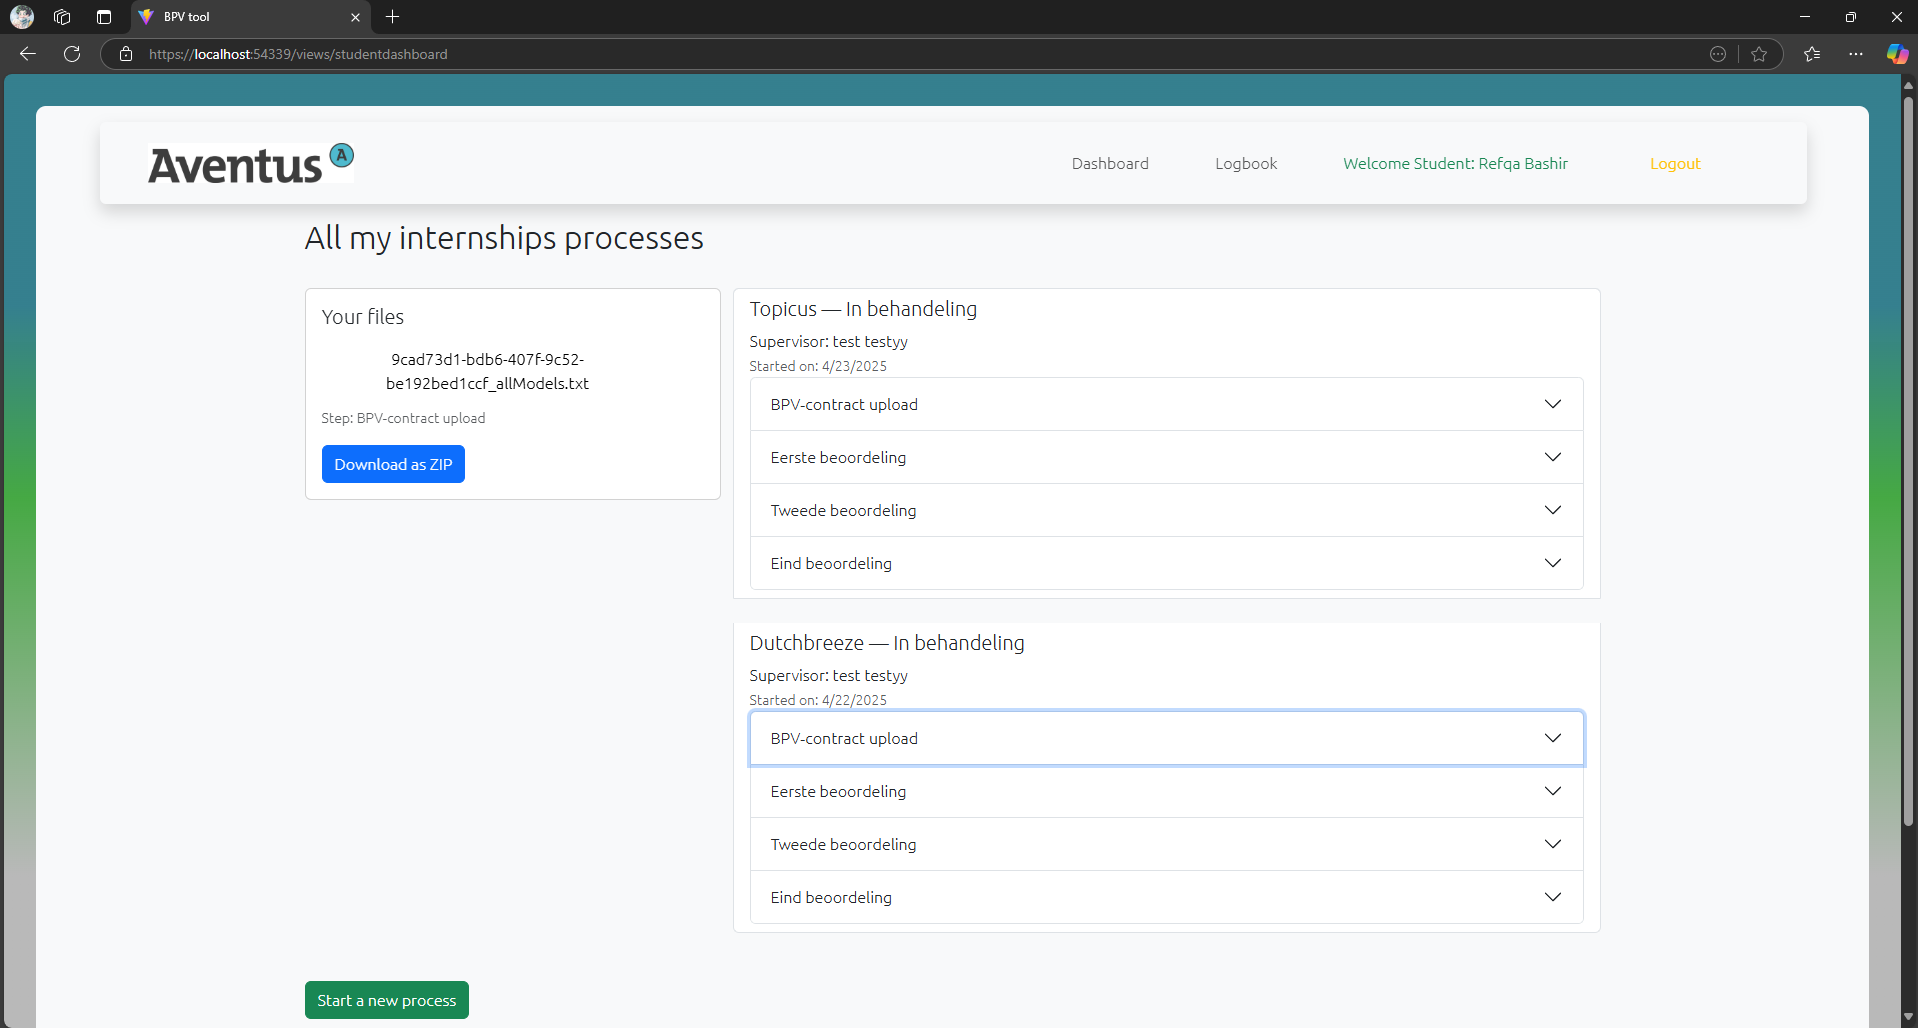 BPV tool
https://localhost:54339/views/studentdashboard
Aventus A
Dashboard
Logbook
Welcome Student: Refqa Bashir
Logout
All my internships processes
Your files
9cad73d1-bdb6-407f-9c52-
be192bed1ccf_allModels.txt
Step: BPV-contract upload
Download as ZIP
Topicus — In behandeling
Supervisor: test testyy
Started on: 4/23/2025
BPV-contract upload
Eerste beoordeling
Tweede beoordeling
Eind beoordeling
Dutchbreeze — In behandeling
Supervisor: test testyy
Started on: 4/22/2025
BPV-contract upload
Eerste beoordeling
Tweede beoordeling
Eind beoordeling
Start a new process